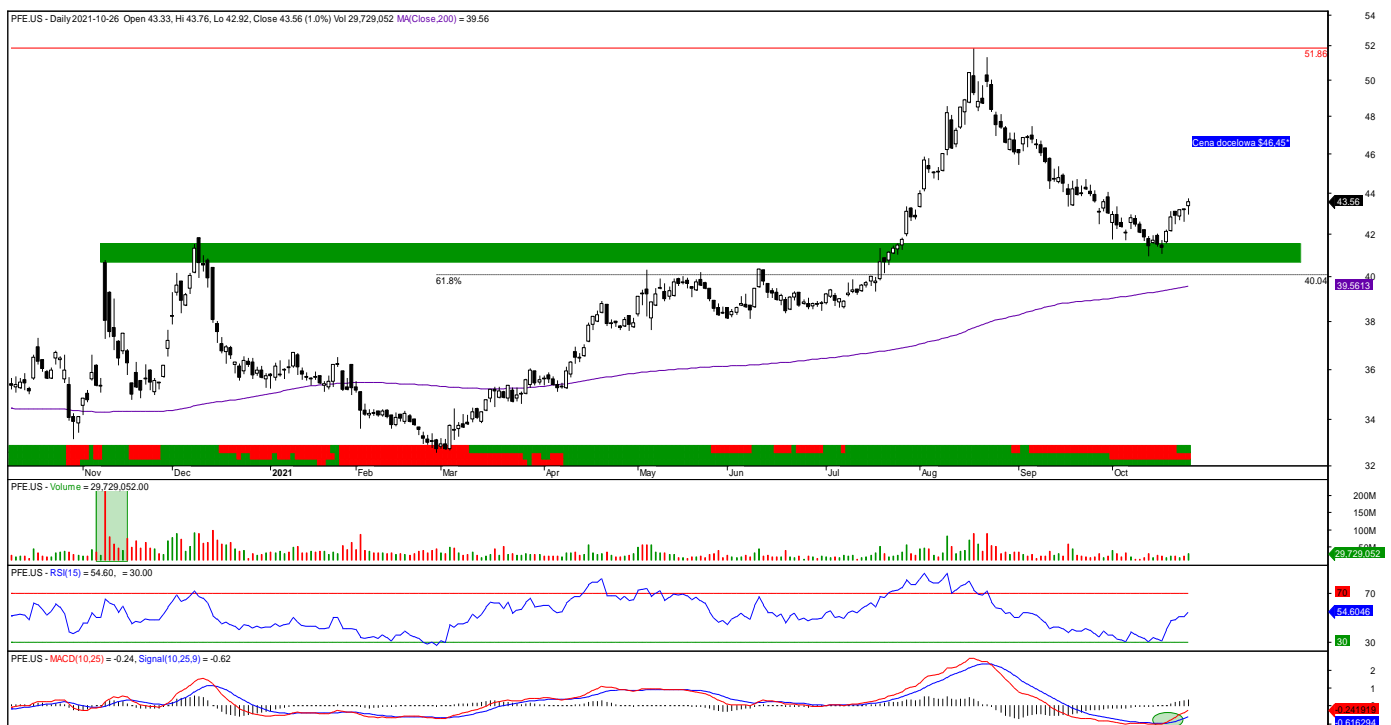 PFE.US - Daily 2021-10-26 Open 43.33, Hi 43.76, Lo 42.92, Close 43.56 (1.0%) Vol 29,729,052 MA(Close,200) = 39.56
54
52
51.86
50
48
Cena docelowa $46,45*
46
44
43.56
42
40
61.8%
40.04
39.5613
38
36
34
32
Nov Dec 2021 Feb Mar Apr May Jun Jul Aug Sep Oct
PFE.US - Volume = 29,729,052.00
200M
150M
100M
50M
29,729,052
PFE.US - RSI(15) = 54.60, = 30.00
70 70
54.6046
30 30
PFE.US - MACD(10,25) = -0.24, Signal(10,25,9) = -0.62
2
1
-0.241919
-0.616294